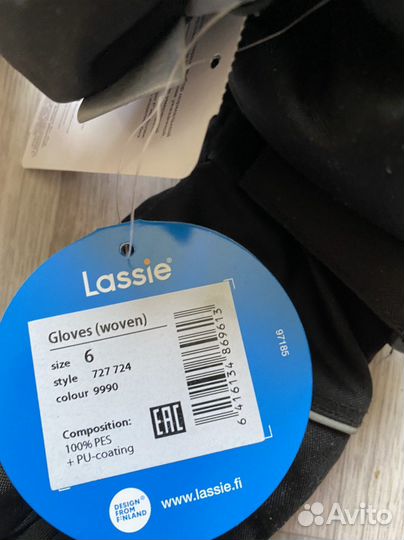 Lassie®
Gloves (woven)
size 6
style 727 724
colour 9990
Composition:
100% PES
+ PU-coating
EAC
6 416134 869613
97185
DESIGN
FROM
FINLAND
www.lassie.fi
Avito